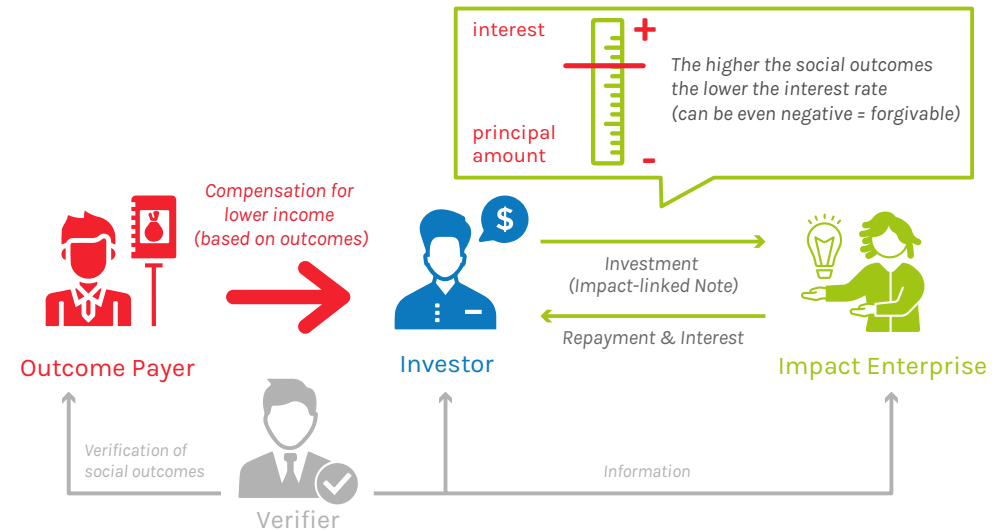 interest
+
The higher the social outcomes
the lower the interest rate
(can be even negative = forgivable)
principal
amount
-
Compensation for
lower income
(based on outcomes)
$
Investment
(Impact-linked Note)
Repayment & Interest
Outcome Payer
Investor
Impact Enterprise
Verification of
social outcomes
Information
Verifier